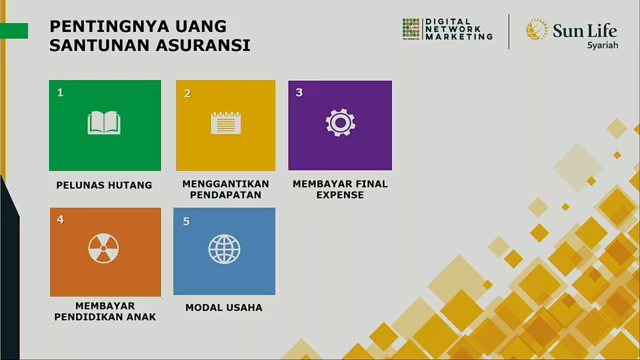 PENTINGNYA UANG
SANTUNAN ASURANSI
DIGITAL
NETWORK
MARKETING
Sun Life
Syariah
1
PELUNAS HUTANG
2
MENGGANTIKAN
PENDAPATAN
3
MEMBAYAR FINAL
EXPENSE
4
MEMBAYAR
PENDIDIKAN ANAK
5
MODAL USAHA